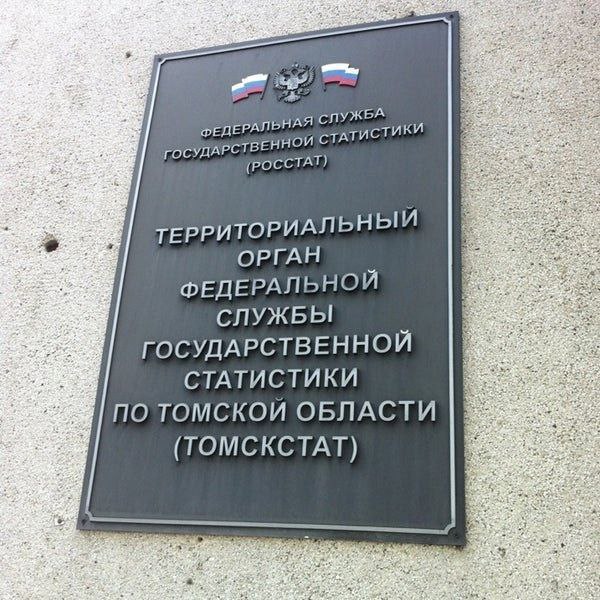 ФЕДЕРАЛЬНАЯ СЛУЖБА
ГОСУДАРСТВЕННОЙ СТАТИСТИКИ
(РОССТАТ)
ТЕРРИТОРИАЛЬНЫЙ
ОРГАН
ФЕДЕРАЛЬНОЙ
СЛУЖБЫ
ГОСУДАРСТВЕННОЙ
СТАТИСТИКИ
ПО ТОМСКОЙ ОБЛАСТИ
(ТОМСКСТАТ)